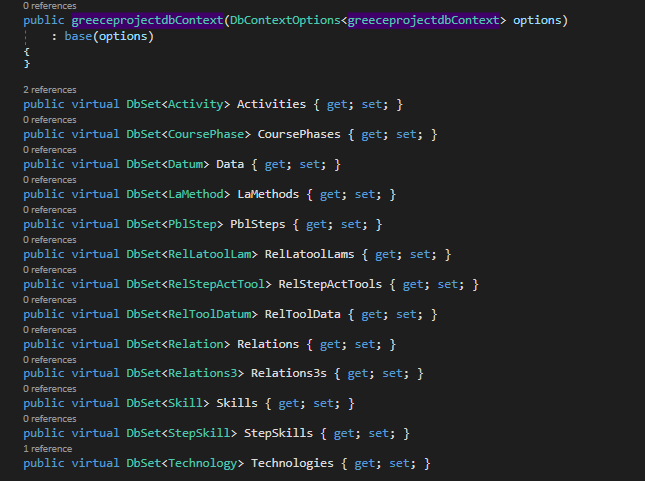 0 references
public greeceprojectdbContext(DbContextOptions<greeceprojectdbContext> options)
: base(options)
{
}
2 references
public virtual DbSet<Activity> Activities { get; set; }
0 references
public virtual DbSet<CoursePhase> CoursePhases { get; set; }
0 references
public virtual DbSet<Datum> Data { get; set; }
0 references
public virtual DbSet<LaMethod> LaMethods { get; set; }
0 references
public virtual DbSet<PblStep> PblSteps { get; set; }
0 references
public virtual DbSet<RelLatoolLam> RelLatoolLams { get; set; }
0 references
public virtual DbSet<RelStepActTool> RelStepActTools { get; set; }
0 references
public virtual DbSet<RelToolDatum> RelToolData { get; set; }
0 references
public virtual DbSet<Relation> Relations { get; set; }
0 references
public virtual DbSet<Relations3> Relations3s { get; set; }
0 references
public virtual DbSet<Skill> Skills { get; set; }
0 references
public virtual DbSet<StepSkill> StepSkills { get; set; }
1 reference
public virtual DbSet<Technology> Technologies { get; set; }